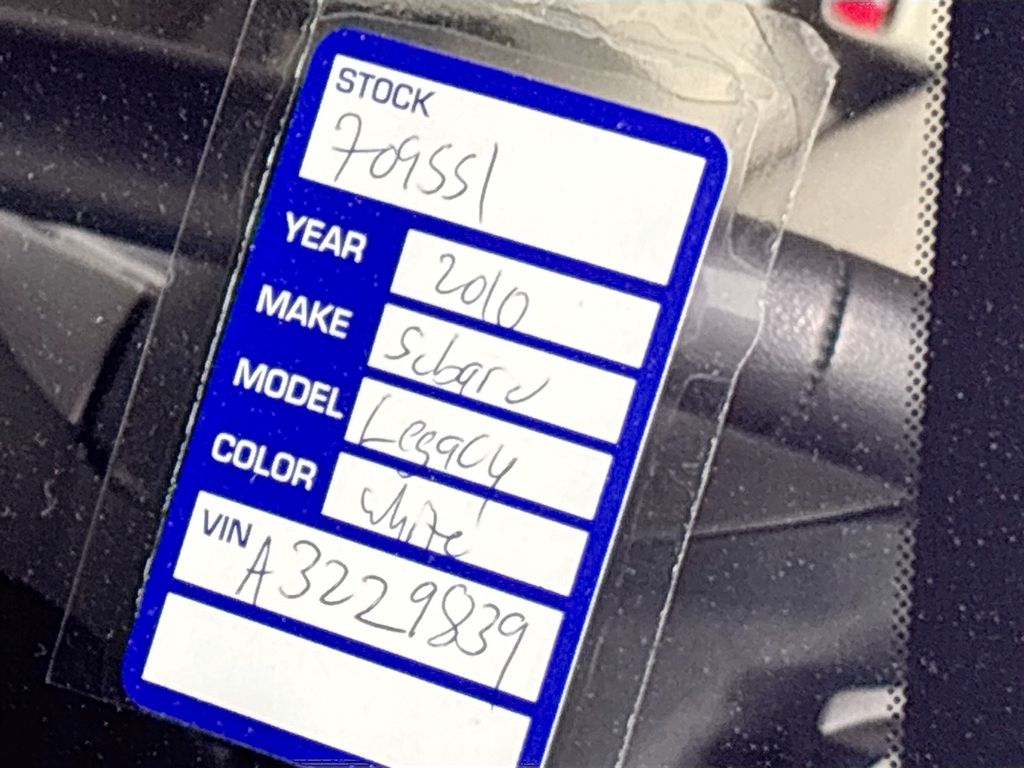 STOCK
709551
YEAR 2010
MAKE Subaru
MODEL Legacy
COLOR white
VIN A3229839